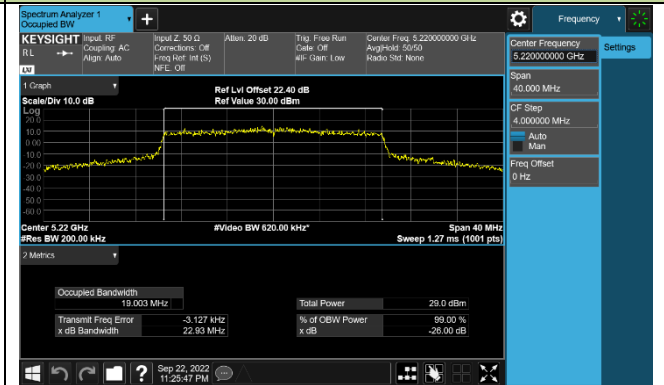 Spectrum Analyzer 1
Occupied BW
Frequency
KEYSIGHT
RL
LXI
Input: RF
Coupling: AC
Align: Auto
Input Z: 50 Ω
Corrections: Off
Freq Ref: Int (S)
NFE: Off
Atten: 20 dB
Trig: Free Run
Gate: Off
#IF Gain: Low
Center Freq: 5.220000000 GHz
Avg|Hold: 50/50
Radio Std: None
Center Frequency
5.220000000 GHz
Settings
Span
40.000 MHz
CF Step
4.000000 MHz
Auto
Man
Freq Offset
0 Hz
1 Graph
Scale/Div 10.0 dB
Ref Lvl Offset 22.40 dB
Ref Value 30.00 dBm
Log
20.0
10.0
0.00
-10.0
-20.0
-30.0
-40.0
-50.0
-60.0
Center 5.22 GHz
#Res BW 200.00 kHz
#Video BW 620.00 kHz*
Span 40 MHz
Sweep 1.27 ms (1001 pts)
2 Metrics
Occupied Bandwidth
19.003 MHz
Total Power 29.0 dBm
Transmit Freq Error -3.127 kHz
% of OBW Power 99.00 %
x dB Bandwidth 22.93 MHz
x dB -26.00 dB
Sep 22, 2022
11:25:47 PM